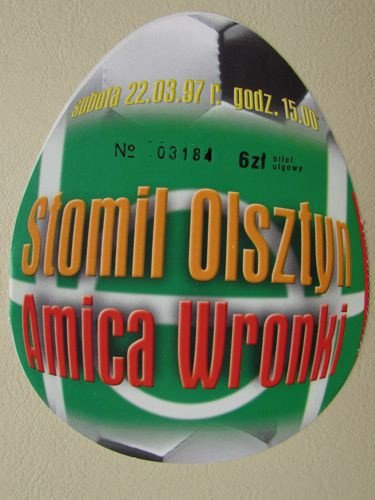 sobota 22.03.97 r. godz. 15.00
№ 03184 6zł bilet ulgowy
Stomil Olsztyn
Amica Wronki